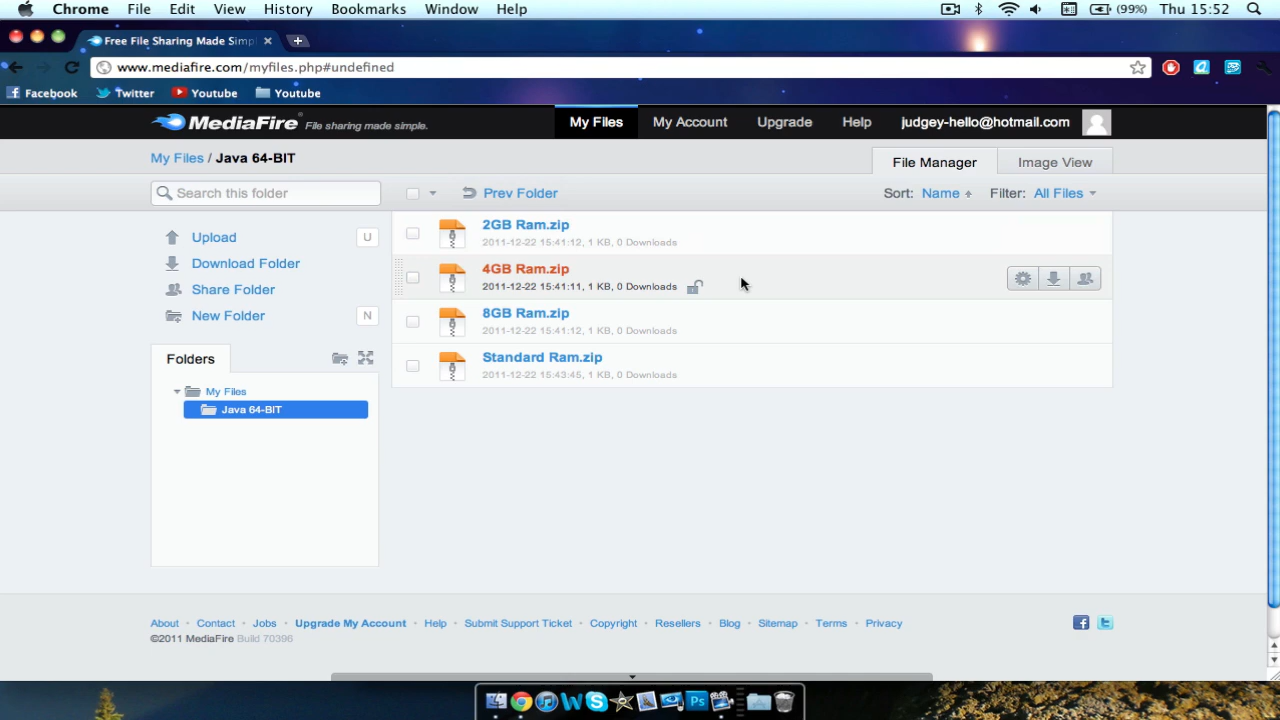 Chrome File Edit View History Bookmarks Window Help (99%) Thu 15:52
Free File Sharing Made Simpl
www.mediafire.com/myfiles.php#undefined
Facebook Twitter Youtube Youtube
MediaFire File sharing made simple. My Files My Account Upgrade Help judgey-hello@hotmail.com
My Files / Java 64-BIT File Manager Image View
Search this folder Prev Folder Sort: Name Filter: All Files
2GB Ram.zip
2011-12-22 15:41:12, 1 KB, 0 Downloads
4GB Ram.zip
2011-12-22 15:41:11, 1 KB, 0 Downloads
8GB Ram.zip
2011-12-22 15:41:12, 1 KB, 0 Downloads
Standard Ram.zip
2011-12-22 15:43:45, 1 KB, 0 Downloads
Upload U
Download Folder
Share Folder
New Folder N
Folders
My Files
Java 64-BIT
About • Contact • Jobs • Upgrade My Account • Help • Submit Support Ticket • Copyright • Resellers • Blog • Sitemap • Terms • Privacy
©2011 MediaFire Build 70396